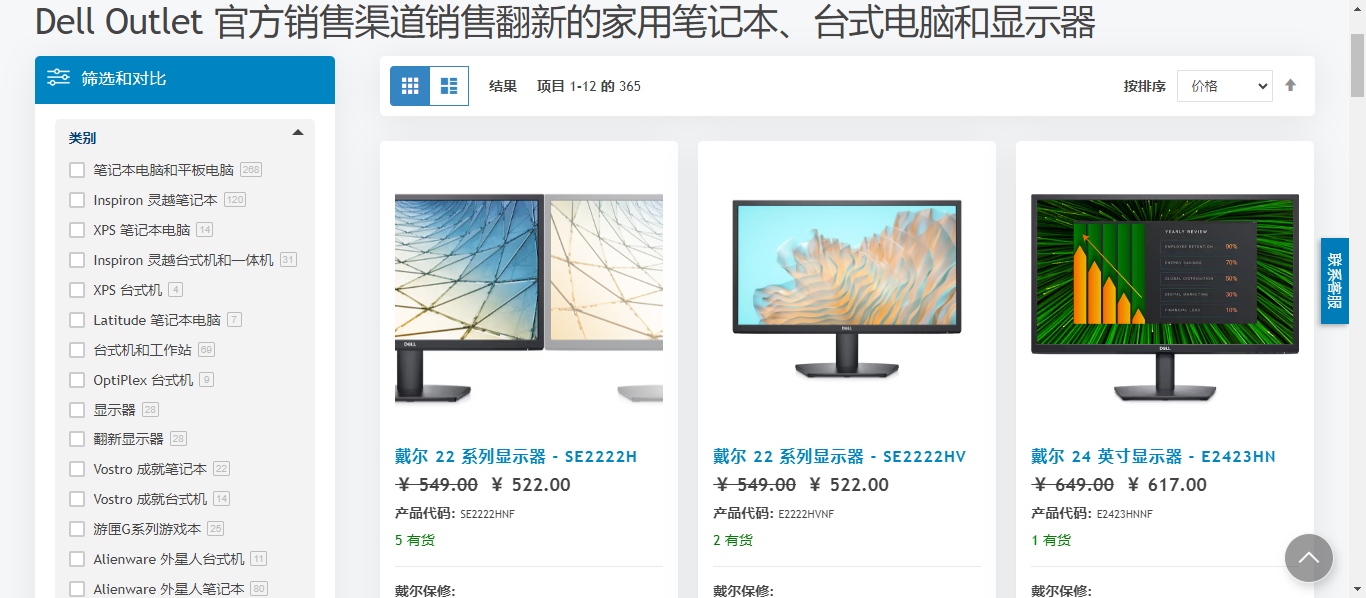 Dell Outlet 官方销售渠道销售翻新的家用笔记本、台式电脑和显示器
筛选和对比
类别
笔记本电脑和平板电脑 268
Inspiron 灵越笔记本 120
XPS 笔记本电脑 14
Inspiron 灵越台式机和一体机 31
XPS 台式机 4
Latitude 笔记本电脑 7
台式机和工作站 69
OptiPlex 台式机 9
显示器 28
翻新显示器 28
Vostro 成就笔记本 22
Vostro 成就台式机 14
游匣G系列游戏本 25
Alienware 外星人台式机 11
Alienware 外星人笔记本 80
结果 项目 1-12 的 365
按排序 价格
DELL
戴尔 22 系列显示器 - SE2222H
¥ 549.00 ¥ 522.00
产品代码: SE2222HNF
5 有货
戴尔保修:
DELL
戴尔 22 系列显示器 - SE2222HV
¥ 549.00 ¥ 522.00
产品代码: E2222HVNF
2 有货
戴尔保修:
YEARLY REVIEW
EMPLOYEE RETENTION 90%
ENERGY SAVINGS 70%
GLOBAL DISTRIBUTION 50%
DIGITAL MARKETING 30%
FINANCIAL LOSS 10%
DELL
戴尔 24 英寸显示器 - E2423HN
¥ 649.00 ¥ 617.00
产品代码: E2423HNNF
1 有货
戴尔保修:
联系客服